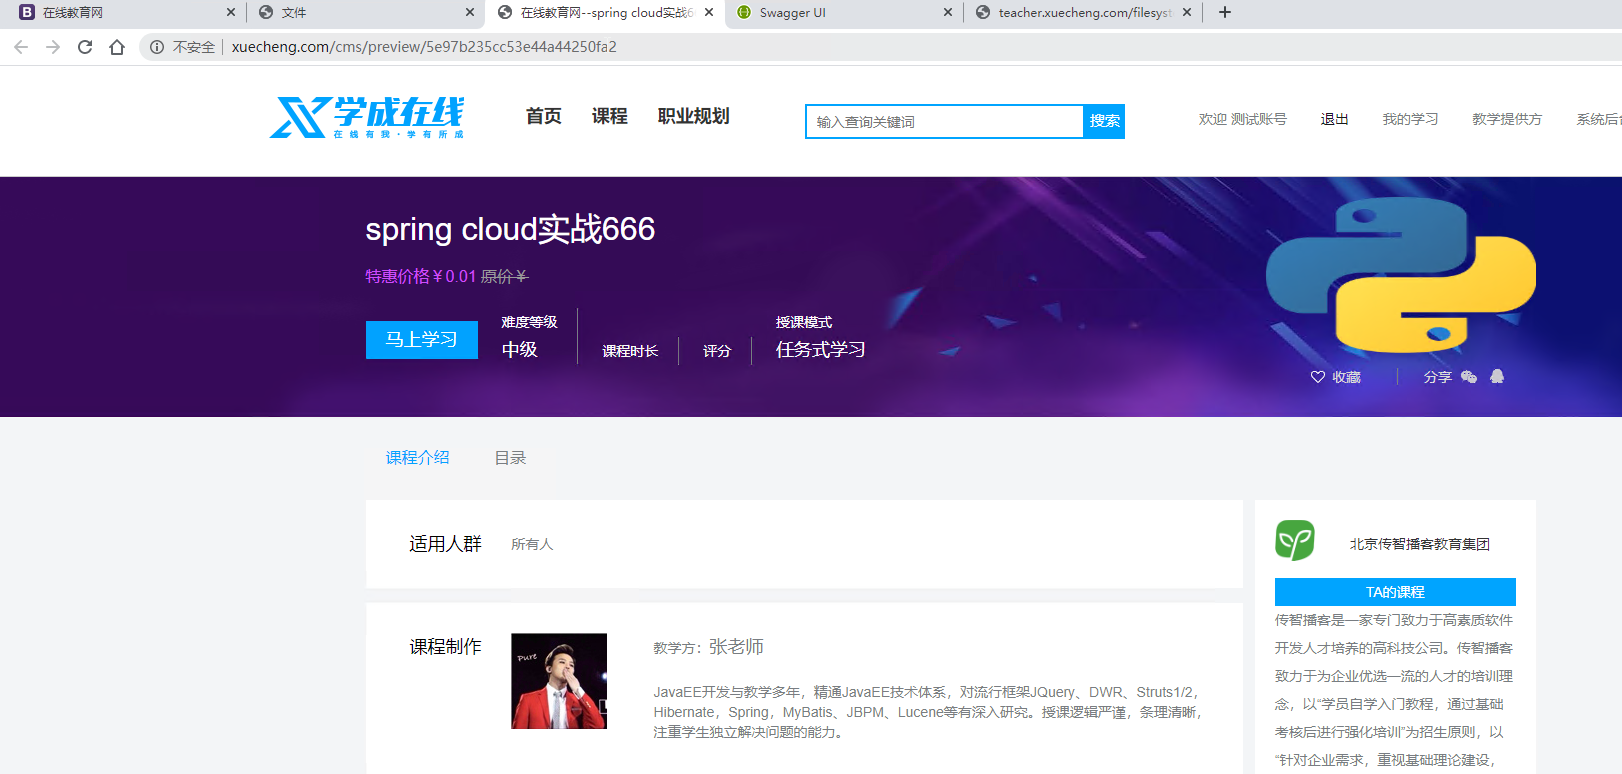 在线教育网
文件
在线教育网--spring cloud实战6
Swagger UI
teacher.xuecheng.com/filesyst
不安全 xuecheng.com/cms/preview/5e97b235cc53e44a44250fa2
学成在线
在线有我·学有所成
首页 课程 职业规划
输入查询关键词 搜索
欢迎 测试账号 退出 我的学习 教学提供方 系统后台
spring cloud实战666
特惠价格￥0.01 原价￥
马上学习
难度等级
中级
课程时长
评分
授课模式
任务式学习
收藏 分享
课程介绍 目录
适用人群 所有人
课程制作
Pure
教学方：张老师
JavaEE开发与教学多年，精通JavaEE技术体系，对流行框架JQuery、DWR、Struts1/2，
Hibernate，Spring，MyBatis、JBPM、Lucene等有深入研究。授课逻辑严谨，条理清晰，
注重学生独立解决问题的能力。
北京传智播客教育集团
TA的课程
传智播客是一家专门致力于高素质软件
开发人才培养的高科技公司。传智播客
致力于为企业优选一流的人才的培训理
念，以“学员自学入门教程，通过基础
考核后进行强化培训”为招生原则，以
“针对企业需求，重视基础理论建设，